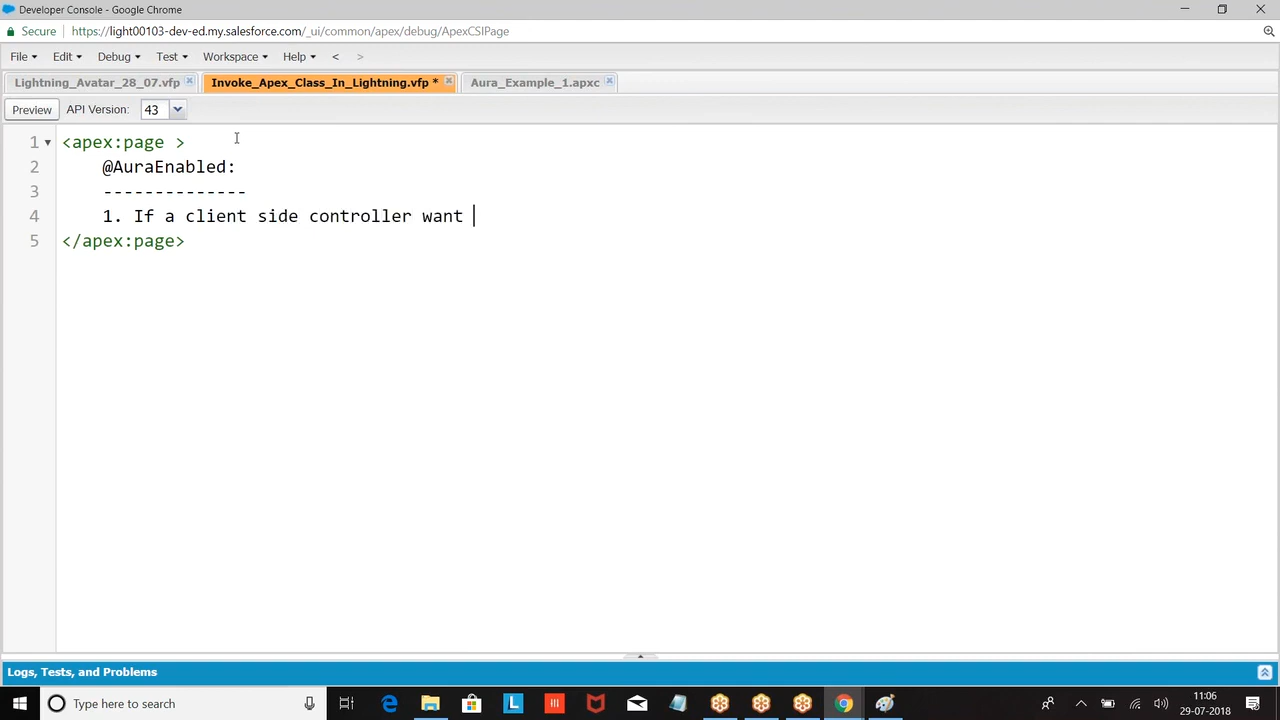 Developer Console - Google Chrome
Secure https://light00103-dev-ed.my.salesforce.com/_ui/common/apex/debug/ApexCSIPage
File Edit Debug Test Workspace Help < >
Lightning_Avatar_28_07.vfp Invoke_Apex_Class_In_Lightning.vfp * Aura_Example_1.apxc
Preview API Version: 43
1 <apex:page >
2 @AuraEnabled:
3 --------------
4 1. If a client side controller want
5 </apex:page>
Logs, Tests, and Problems
Type here to search 11:06
29-07-2018